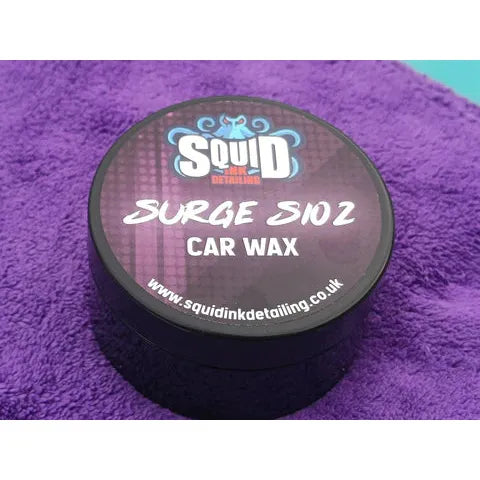 SQUID
INK
DETAILING
SURGE SIO2
CAR WAX
www.squidinkdetailing.co.uk